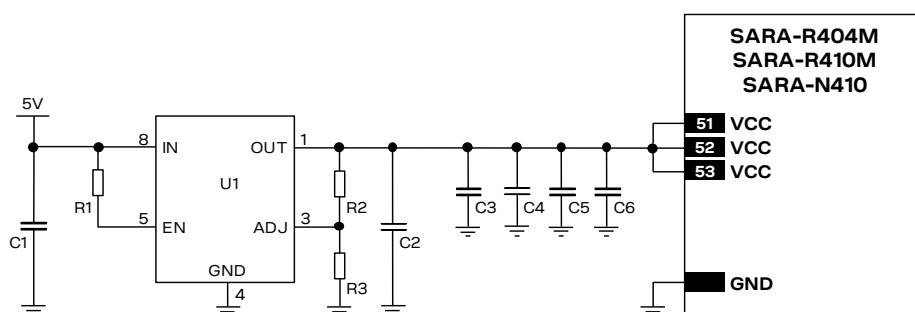 SARA-R404M
SARA-R410M
SARA-N410
5V
8
IN
OUT
1
51
VCC
52
VCC
53
VCC
U1
R1
R2
C3
C4
C5
C6
5
EN
ADJ
3
C1
C2
GND
4
R3
GND